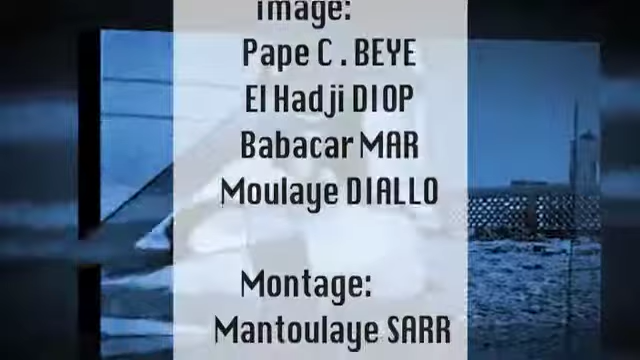 Image:
Pape C . BEYE
El Hadji DIOP
Babacar MAR
Moulaye DIALLO
Montage:
Mantoulaye SARR